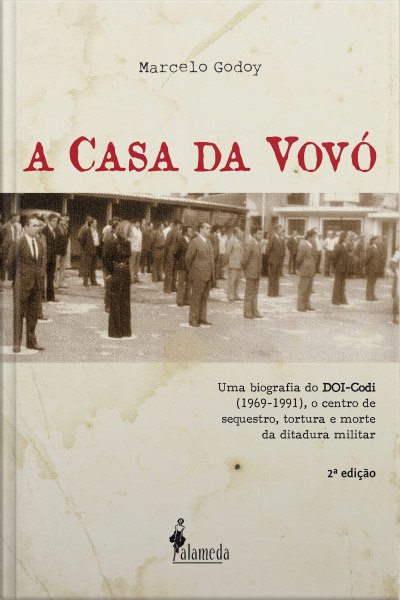 Marcelo Godoy
A CASA DA VOVÓ
Uma biografia do DOI-Codi
(1969-1991), o centro de
sequestro, tortura e morte
da ditadura militar
2ª edição
alameda